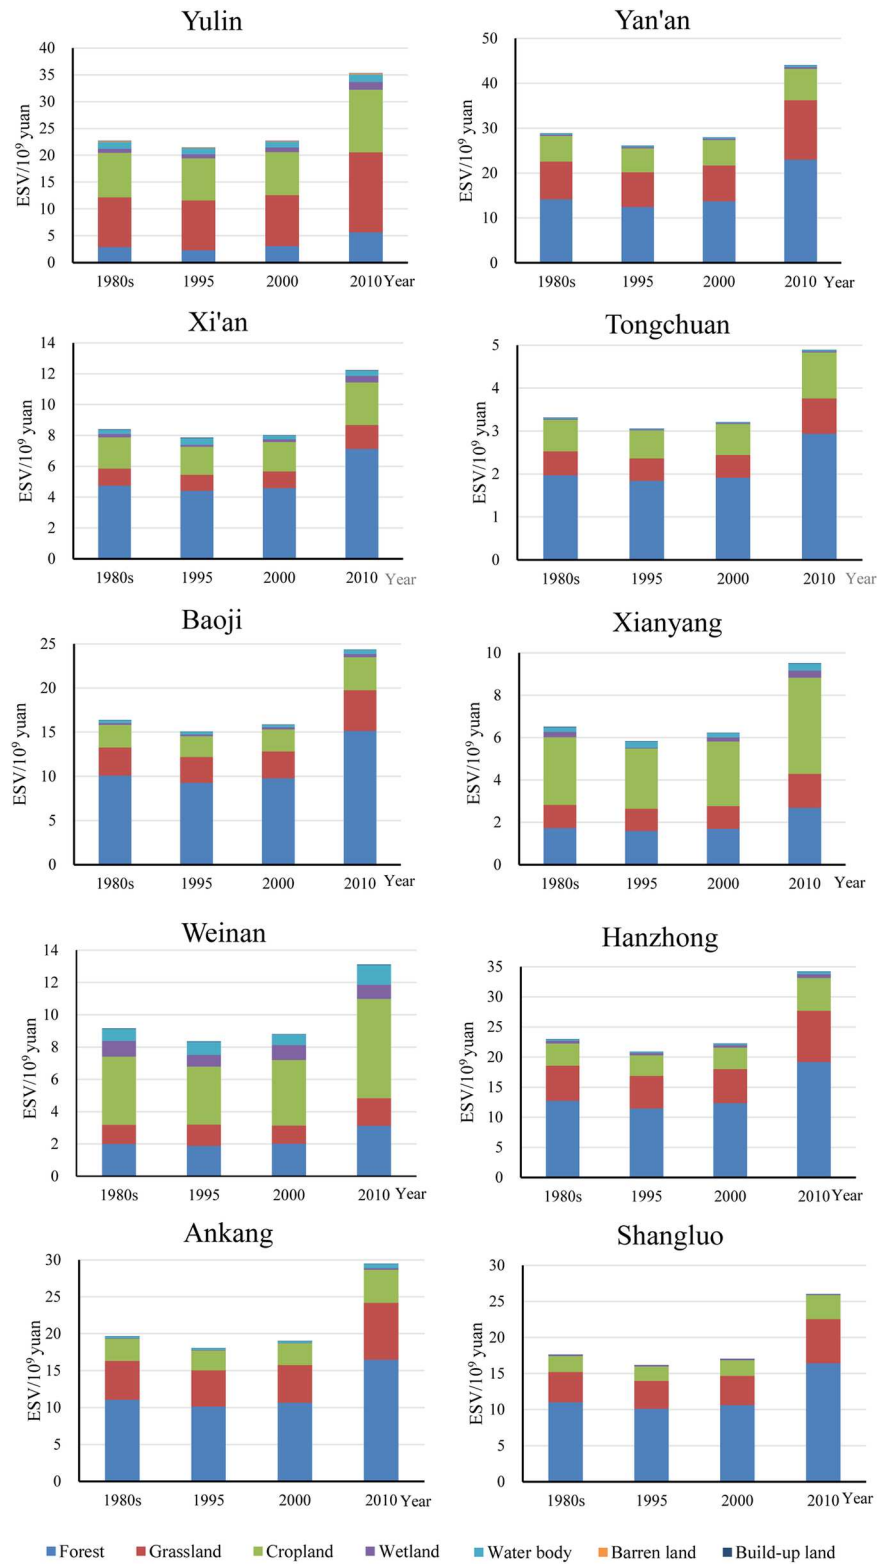 Yulin
ESV/10⁹ yuan
40
35
30
25
20
15
10
5
0
1980s 1995 2000 2010 Year
Yan'an
ESV/10⁹ yuan
50
40
30
20
10
0
1980s 1995 2000 2010 Year
Xi'an
ESV/10⁹ yuan
14
12
10
8
6
4
2
0
1980s 1995 2000 2010 Year
Tongchuan
ESV/10⁹ yuan
5
4
3
2
1
0
1980s 1995 2000 2010 Year
Baoji
ESV/10⁹ yuan
25
20
15
10
5
0
1980s 1995 2000 2010 Year
Xianyang
ESV/10⁹ yuan
10
8
6
4
2
0
1980s 1995 2000 2010 Year
Weinan
ESV/10⁹ yuan
14
12
10
8
6
4
2
0
1980s 1995 2000 2010 Year
Hanzhong
ESV/10⁹ yuan
35
30
25
20
15
10
5
0
1980s 1995 2000 2010 Year
Ankang
ESV/10⁹ yuan
30
25
20
15
10
5
0
1980s 1995 2000 2010 Year
Shangluo
ESV/10⁹ yuan
30
25
20
15
10
5
0
1980s 1995 2000 2010 Year
Forest Grassland Cropland Wetland Water body Barren land Build-up land